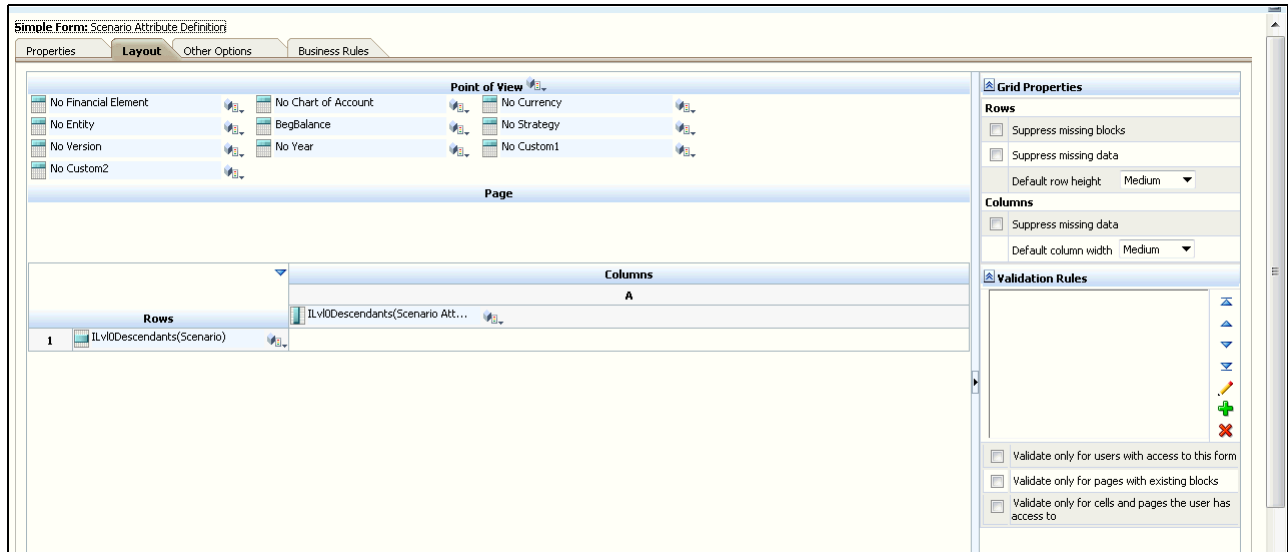 Simple Form: Scenario Attribute Definition
Properties Layout Other Options Business Rules
Point of View
No Financial Element No Chart of Account No Currency
No Entity BegBalance No Strategy
No Version No Year No Custom1
No Custom2
Page
Columns
A
Rows
ILvl0Descendants(Scenario Att...
1 ILvl0Descendants(Scenario)
Grid Properties
Rows
Suppress missing blocks
Suppress missing data
Default row height Medium
Columns
Suppress missing data
Default column width Medium
Validation Rules
Validate only for users with access to this form
Validate only for pages with existing blocks
Validate only for cells and pages the user has
access to